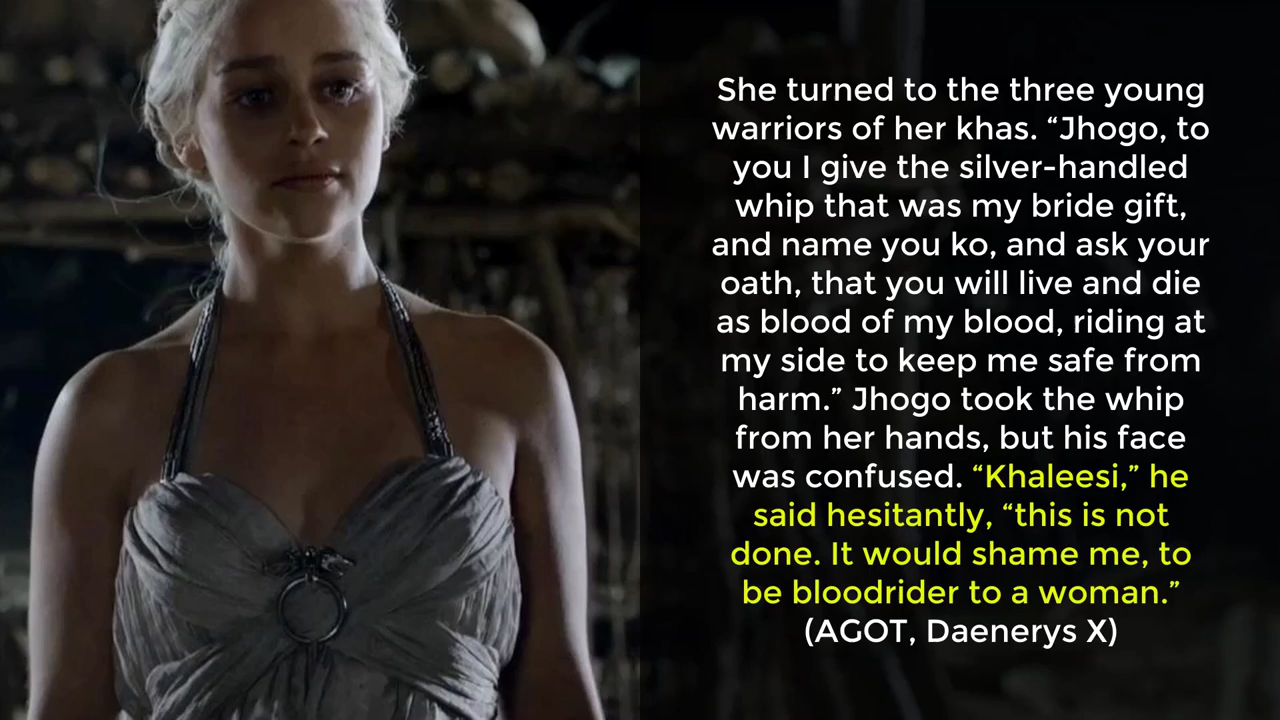 She turned to the three young
warriors of her khas. “Jhogo, to
you I give the silver-handled
whip that was my bride gift,
and name you ko, and ask your
oath, that you will live and die
as blood of my blood, riding at
my side to keep me safe from
harm.” Jhogo took the whip
from her hands, but his face
was confused. “Khaleesi,” he
said hesitantly, “this is not
done. It would shame me, to
be bloodrider to a woman.”
(AGOT, Daenerys X)